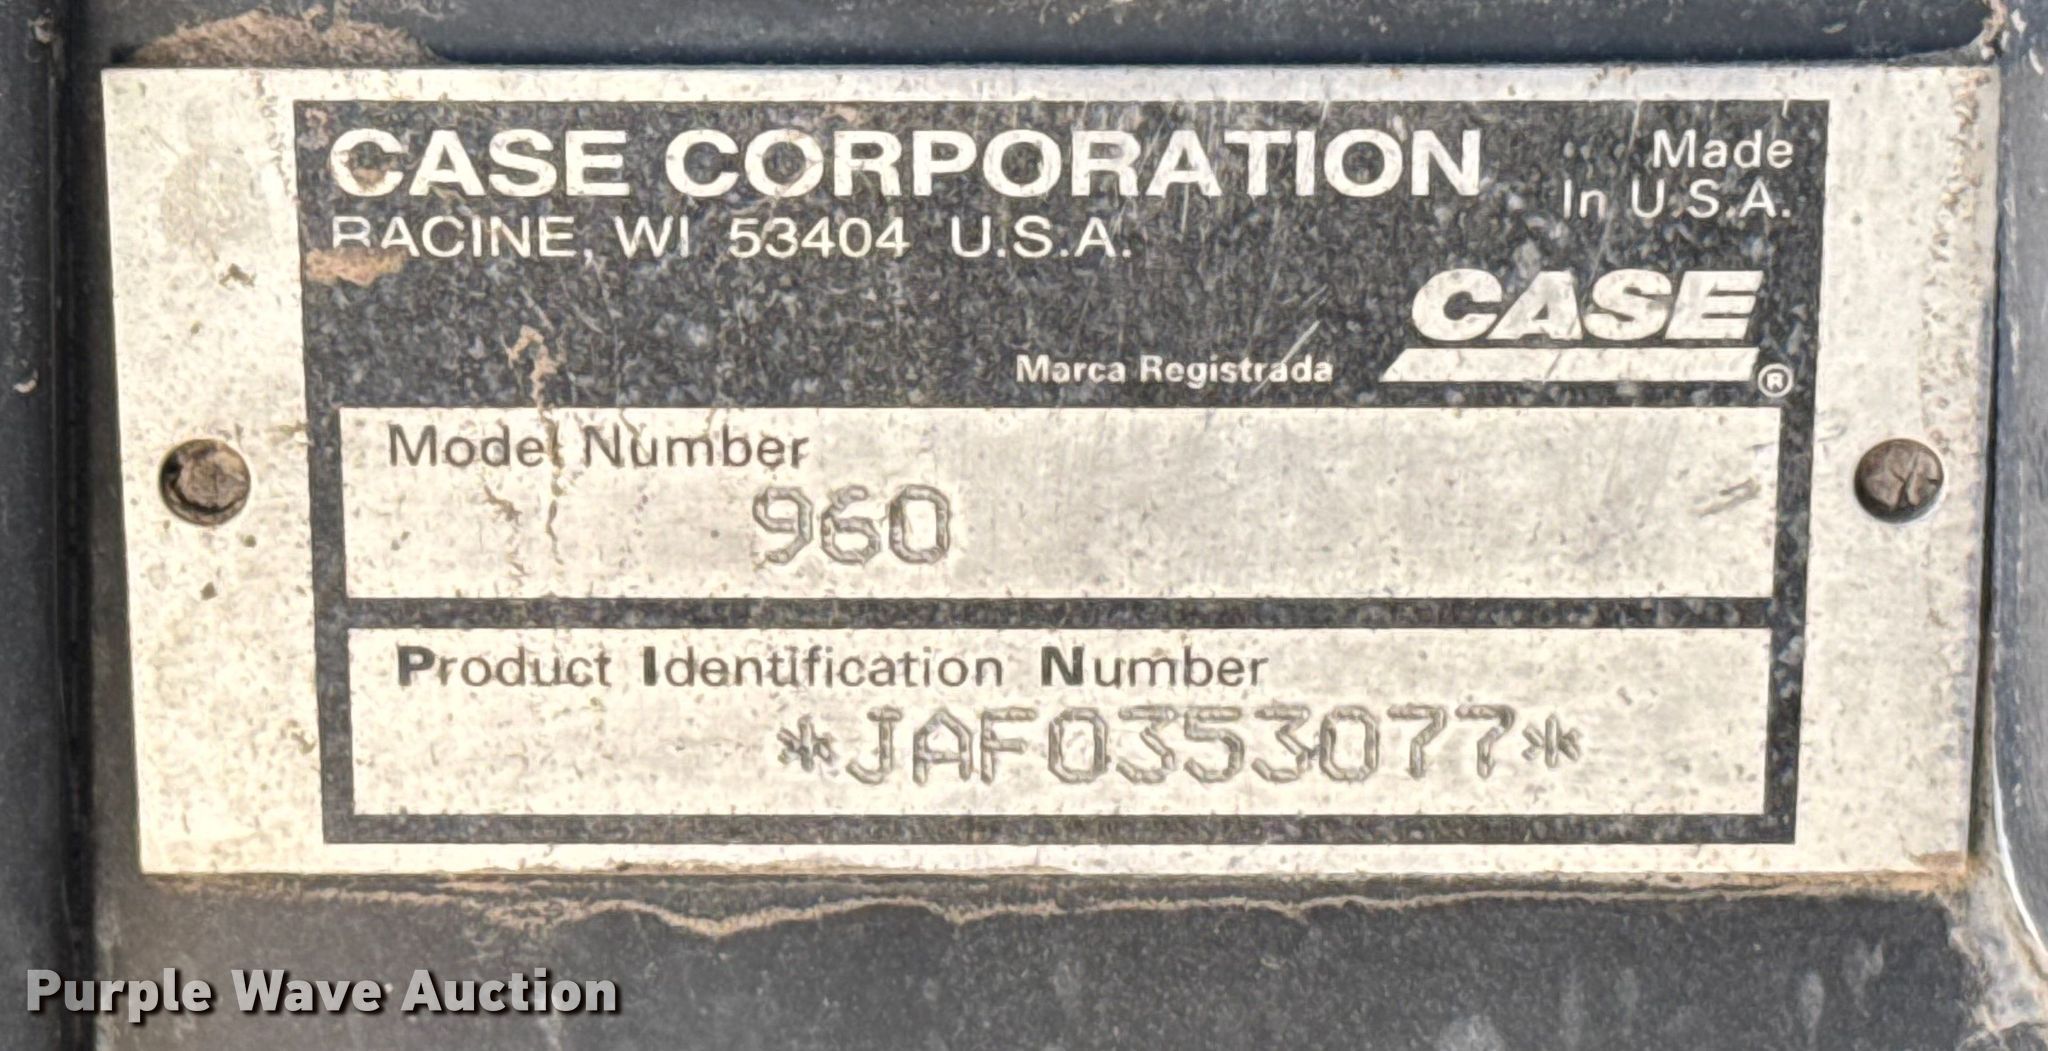 CASE CORPORATION
Made
In U.S.A.
RACINE, WI 53404 U.S.A.
CASE
Marca Registrada
®
Model Number
960
Product Identification Number
*JAF0353077*
Purple Wave Auction